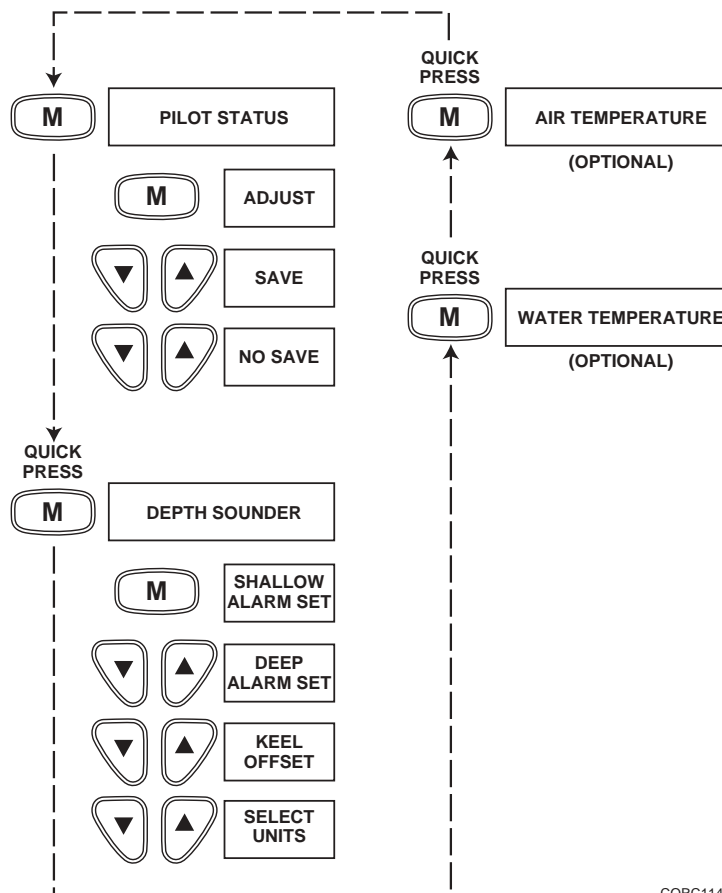 QUICK
PRESS
M
PILOT STATUS
M
AIR TEMPERATURE
(OPTIONAL)
M
ADJUST
SAVE
NO SAVE
QUICK
PRESS
M
WATER TEMPERATURE
(OPTIONAL)
QUICK
PRESS
M
DEPTH SOUNDER
M
SHALLOW
ALARM SET
DEEP
ALARM SET
KEEL
OFFSET
SELECT
UNITS